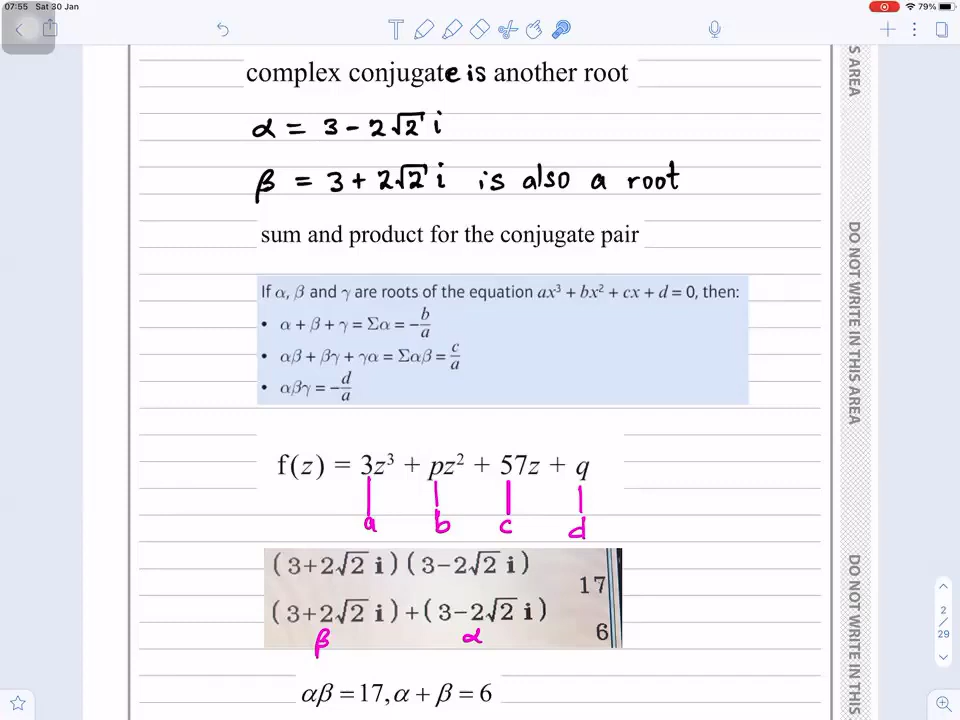 07:55 Sat 30 Jan
79%
complex conjugate is another root
α = 3 - 2√2 i
β = 3 + 2√2 i is also a root
sum and product for the conjugate pair
If α, β and γ are roots of the equation ax³ + bx² + cx + d = 0, then:
• α + β + γ = Σα = -b/a
• αβ + βγ + γα = Σαβ = c/a
• αβγ = -d/a
f(z) = 3z³ + pz² + 57z + q
a b c d
(3+2√2 i)(3-2√2 i)
17
(3+2√2 i)+(3-2√2 i)
6
β α
αβ = 17, α + β = 6
S AREA
DO NOT WRITE IN THIS AREA
DO NOT WRITE IN THIS AREA
2
/
29